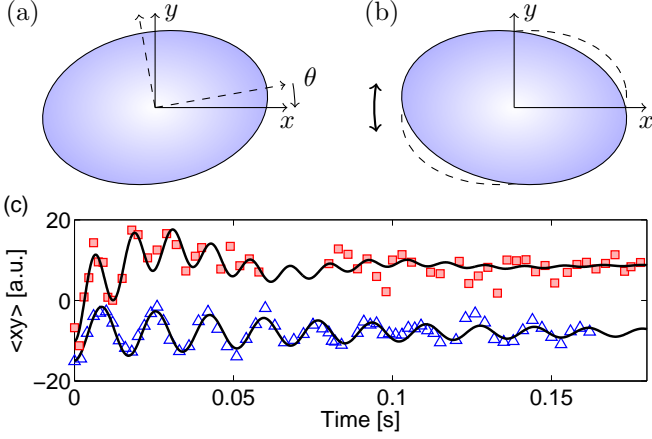 (a)
y
θ
x
(b)
y
x
(c)
<xy> [a.u.]
20
0
−20
0
0.05
0.1
0.15
Time [s]